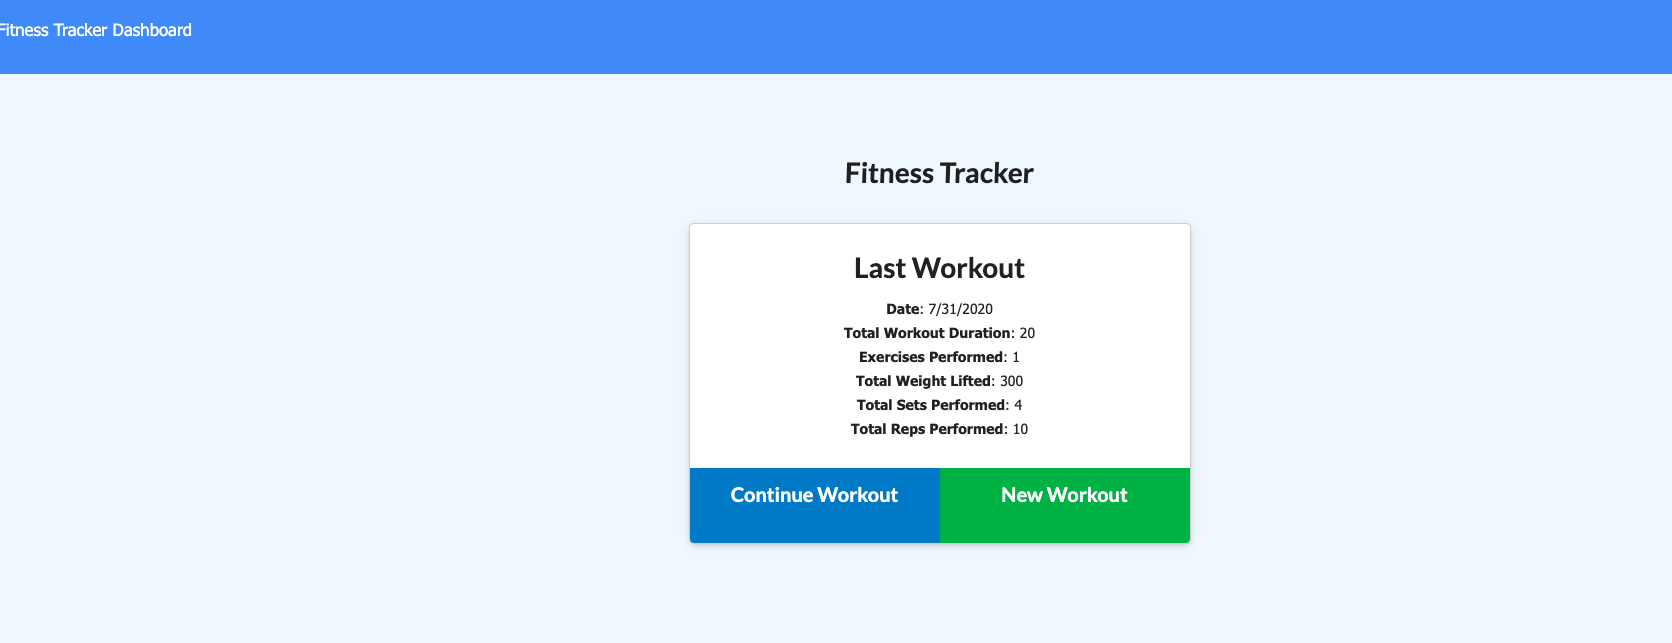 Fitness Tracker Dashboard
Fitness Tracker
Last Workout
Date: 7/31/2020
Total Workout Duration: 20
Exercises Performed: 1
Total Weight Lifted: 300
Total Sets Performed: 4
Total Reps Performed: 10
Continue Workout
New Workout